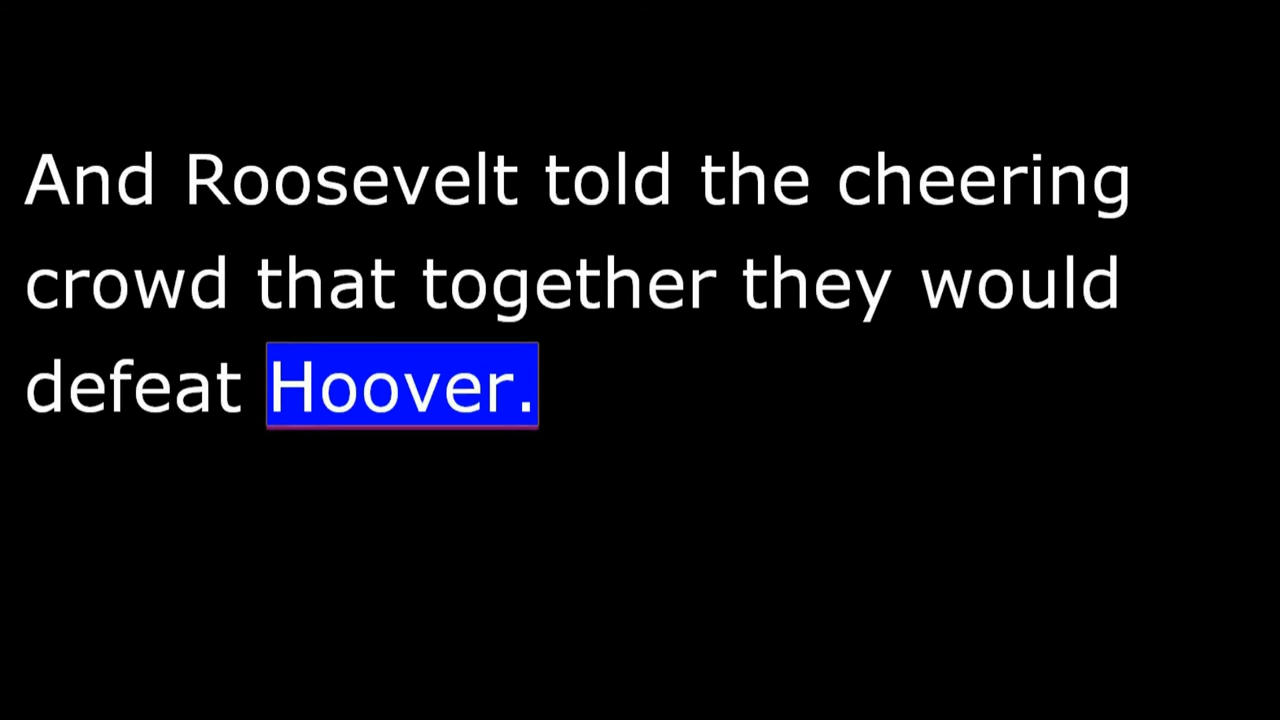 And Roosevelt told the cheering
crowd that together they would
defeat Hoover.